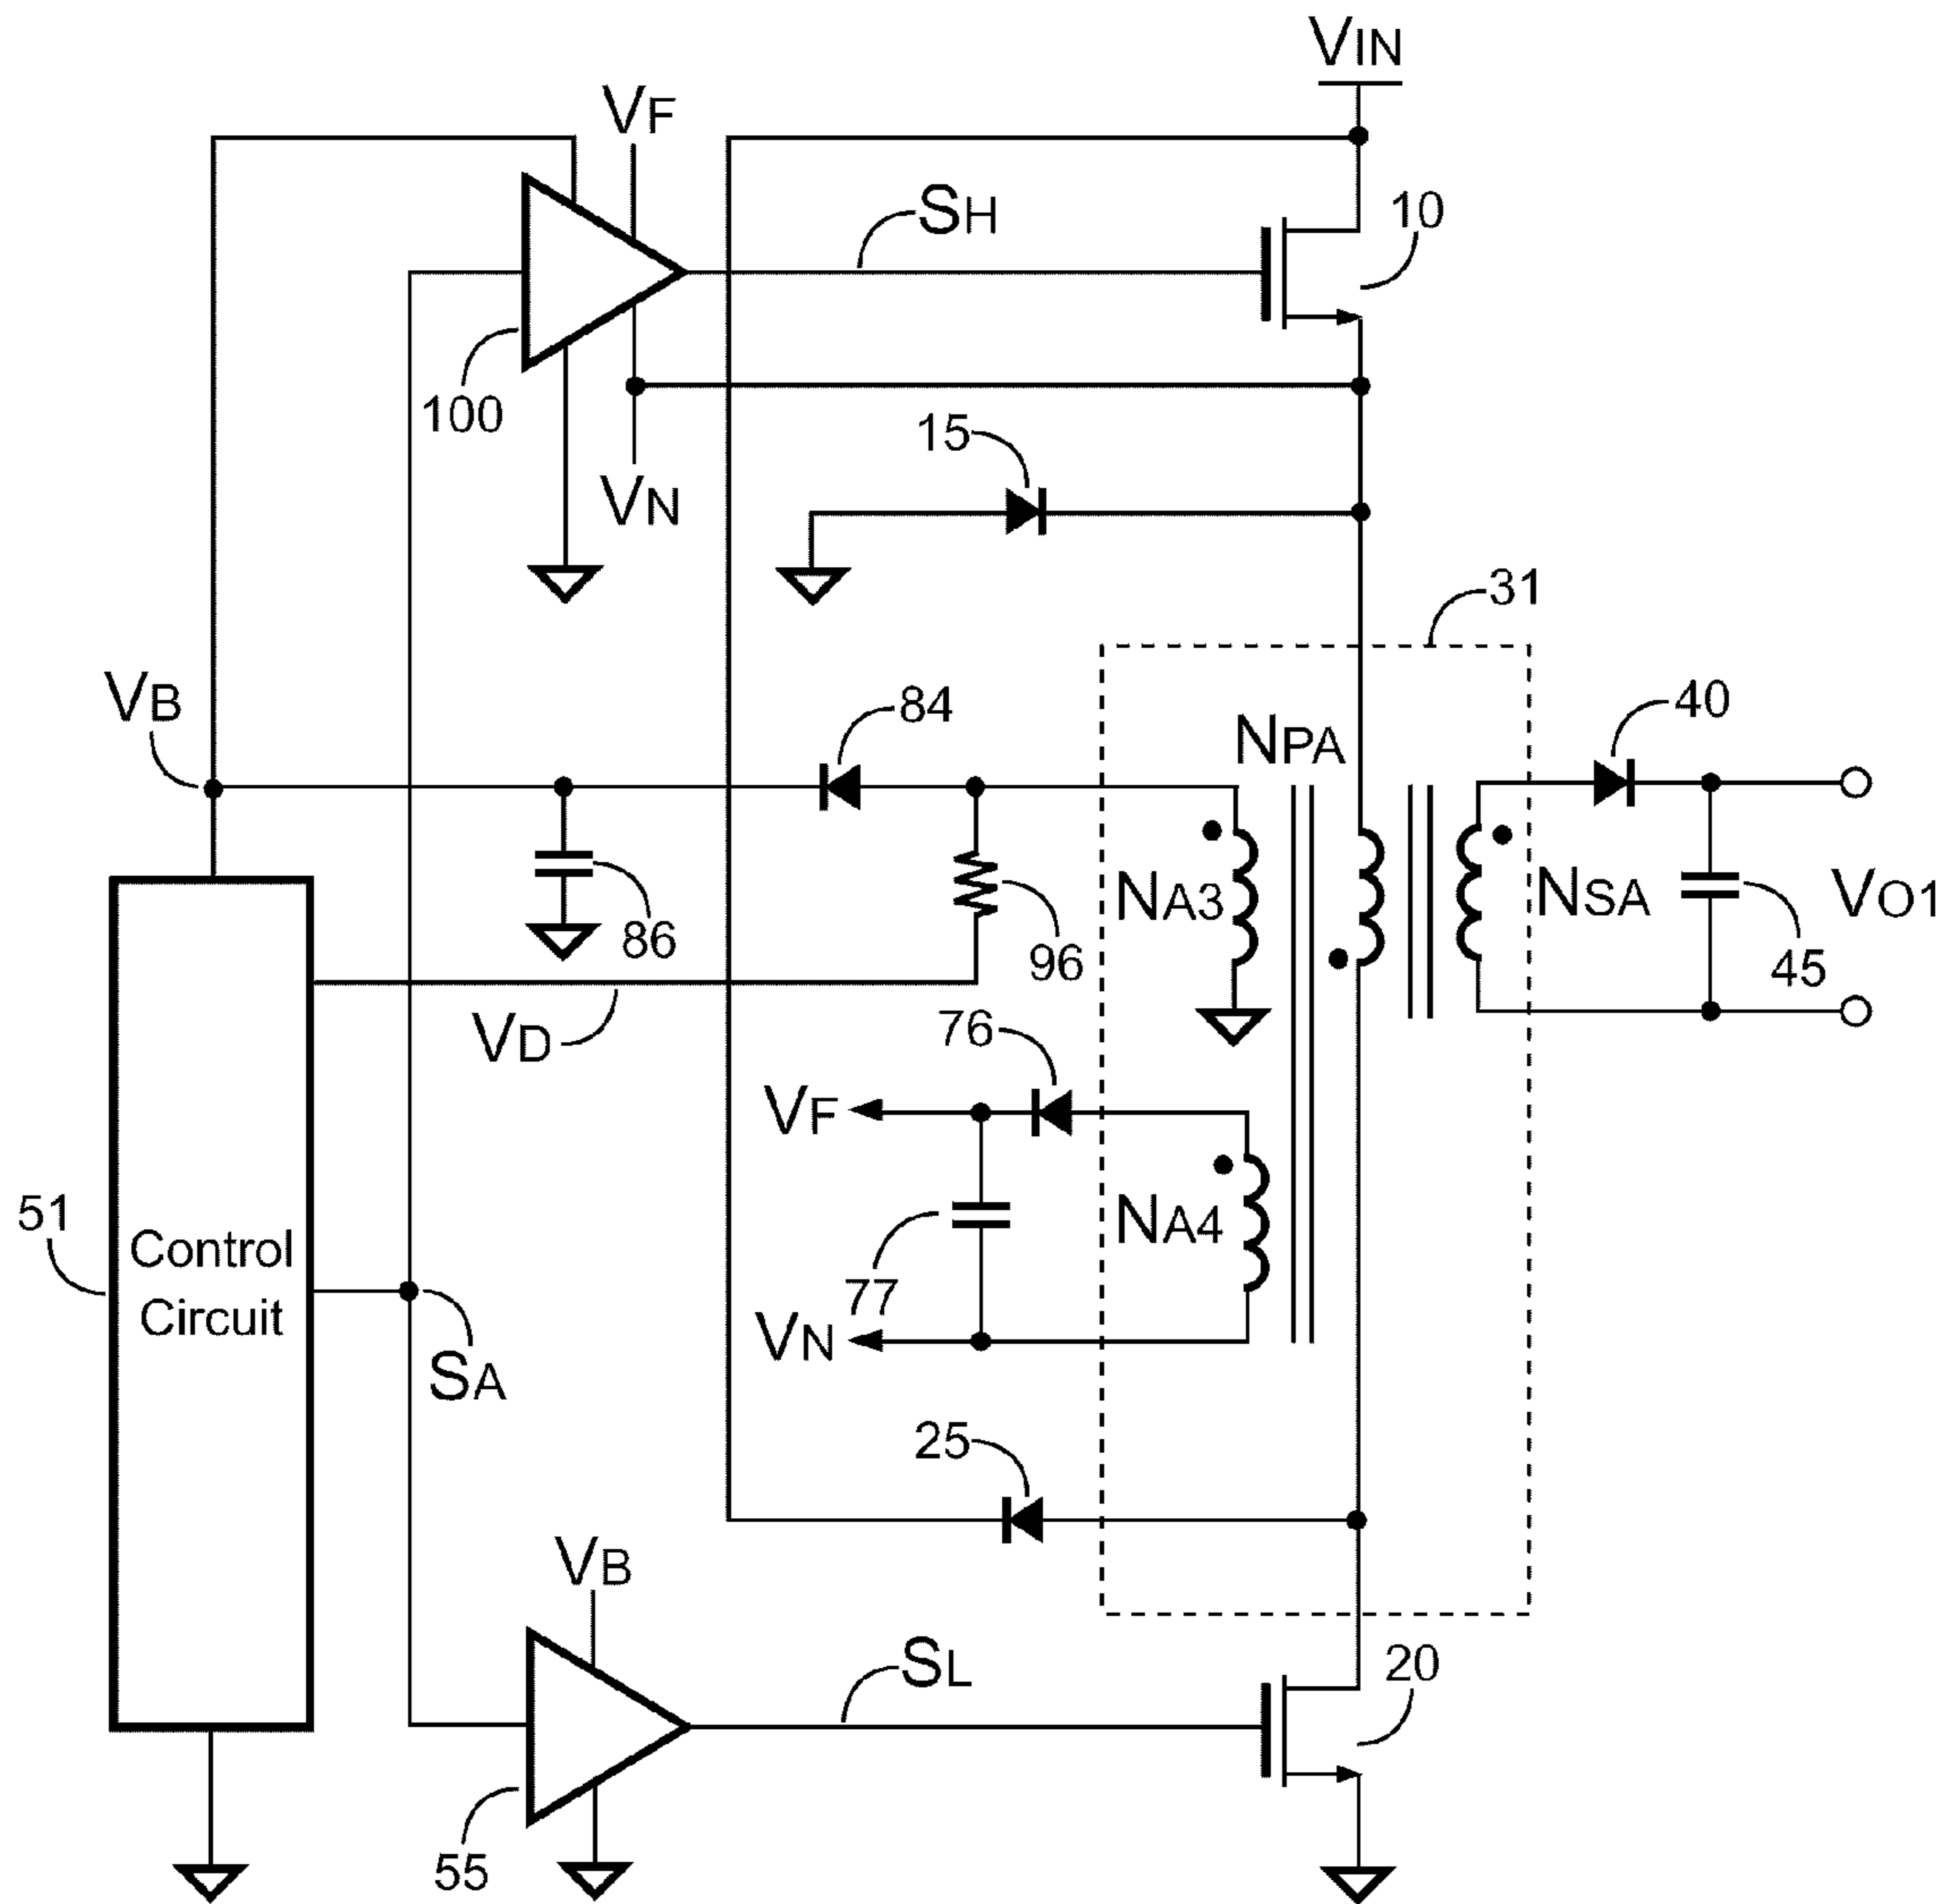 VIN
VF
SH
10
100
15
VN
31
VB
84
NPA
40
NA3
NSA
VO1
86
96
45
VD
76
VF
51
Control
Circuit
NA4
77
VN
SA
25
VB
SL
20
55